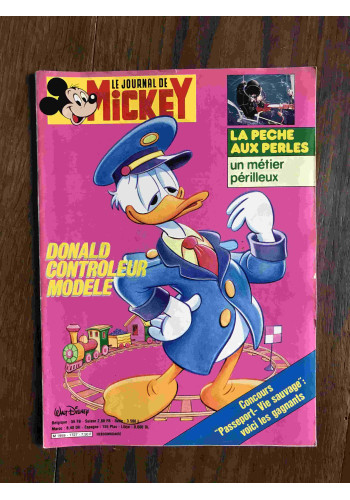 LE JOURNAL DE
MICKEY
LA PECHE
AUX PERLES
un métier
périlleux
DONALD
CONTROLEUR
MODELE
WALT DISNEY
Concours
"Passeport-Vie sauvage":
voici les gagnants